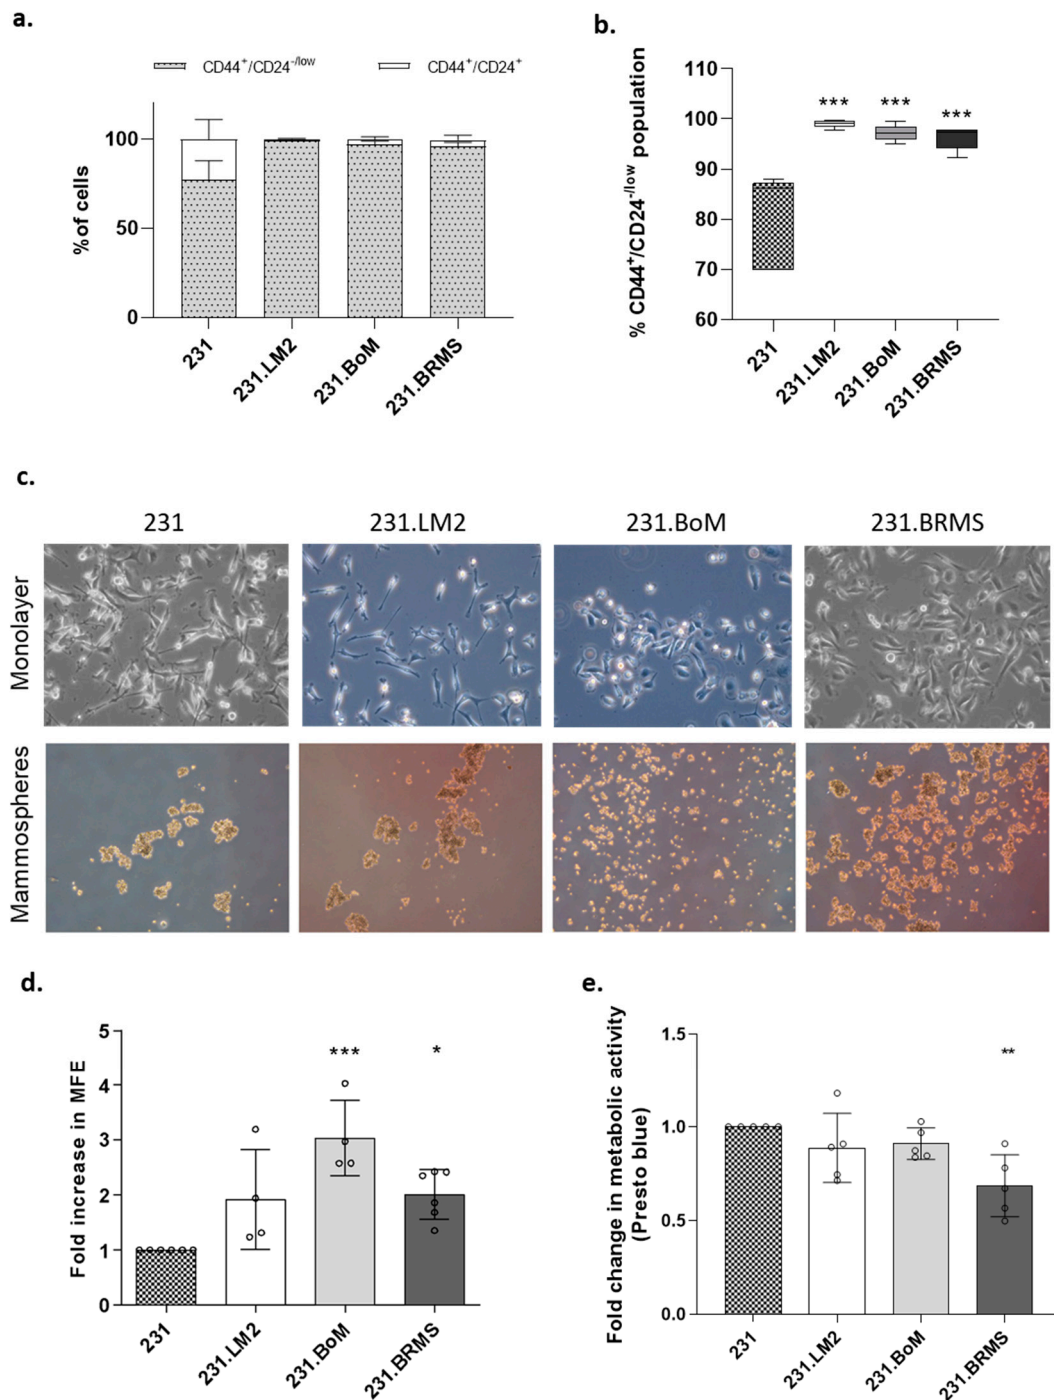 a.
CD44⁺/CD24⁻/ˡᵒʷ CD44⁺/CD24⁺
% of cells
100
50
0
231
231.LM2
231.BoM
231.BRMS
b.
% CD44⁺/CD24⁻/ˡᵒʷ population
110
100
90
80
70
60
***
***
***
231
231.LM2
231.BoM
231.BRMS
c.
231 231.LM2 231.BoM 231.BRMS
Monolayer
Mammospheres
d.
Fold increase in MFE
5
4
3
2
1
0
***
*
231
231.LM2
231.BoM
231.BRMS
e.
Fold change in metabolic activity
(Presto blue)
1.5
1.0
0.5
0.0
**
231
231.LM2
231.BoM
231.BRMS